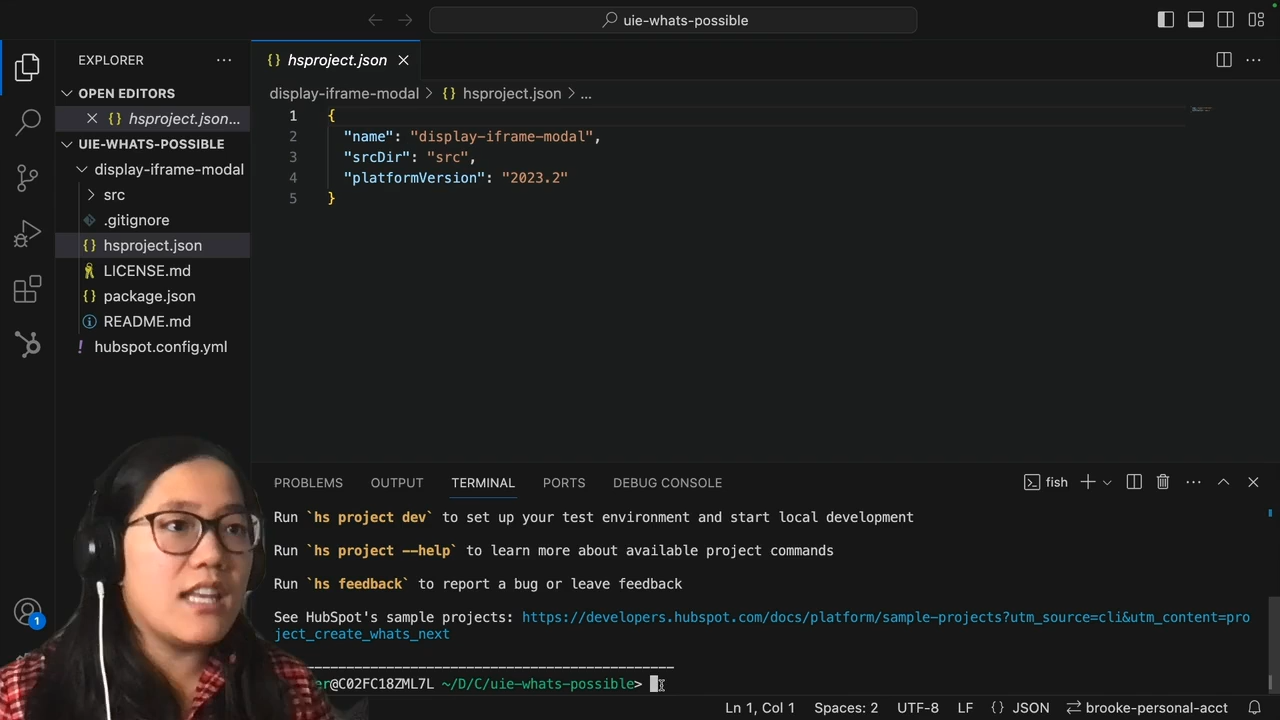 uie-whats-possible
EXPLORER
OPEN EDITORS
hsproject.json...
UIE-WHATS-POSSIBLE
display-iframe-modal
src
.gitignore
hsproject.json
LICENSE.md
package.json
README.md
hubspot.config.yml
hsproject.json
display-iframe-modal > {} hsproject.json > ...
1 {
2 "name": "display-iframe-modal",
3 "srcDir": "src",
4 "platformVersion": "2023.2"
5 }
PROBLEMS OUTPUT TERMINAL PORTS DEBUG CONSOLE fish
Run `hs project dev` to set up your test environment and start local development
Run `hs project --help` to learn more about available project commands
Run `hs feedback` to report a bug or leave feedback
See HubSpot's sample projects: https://developers.hubspot.com/docs/platform/sample-projects?utm_source=cli&utm_content=pro
ject_create_whats_next
er@C02FC18ZML7L ~/D/C/uie-whats-possible>
1
Ln 1, Col 1 Spaces: 2 UTF-8 LF {} JSON brooke-personal-acct